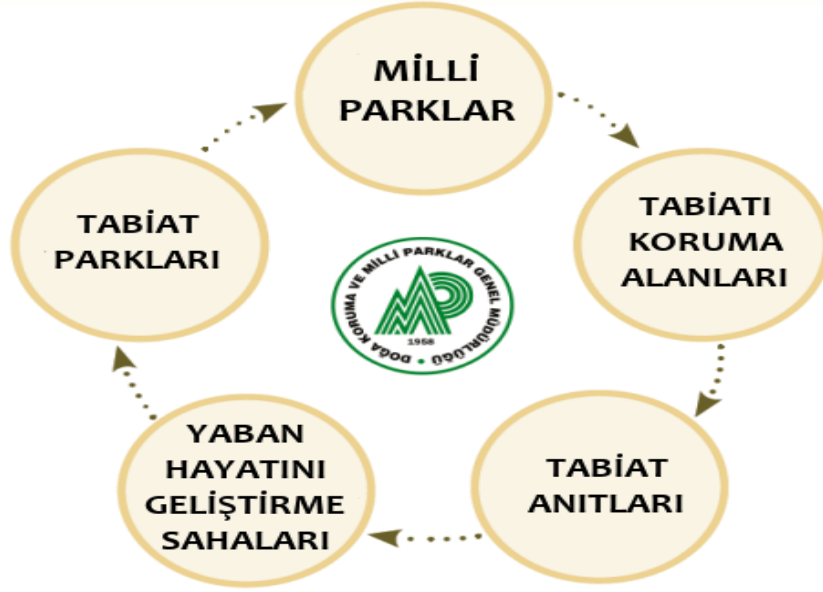 MİLLİ
PARKLAR
TABİATI
KORUMA
ALANLARI
TABİAT
ANITLARI
YABAN
HAYATINI
GELİŞTİRME
SAHALARI
TABİAT
PARKLARI
DOĞA KORUMA VE MİLLİ PARKLAR GENEL MÜDÜRLÜĞÜ
1958